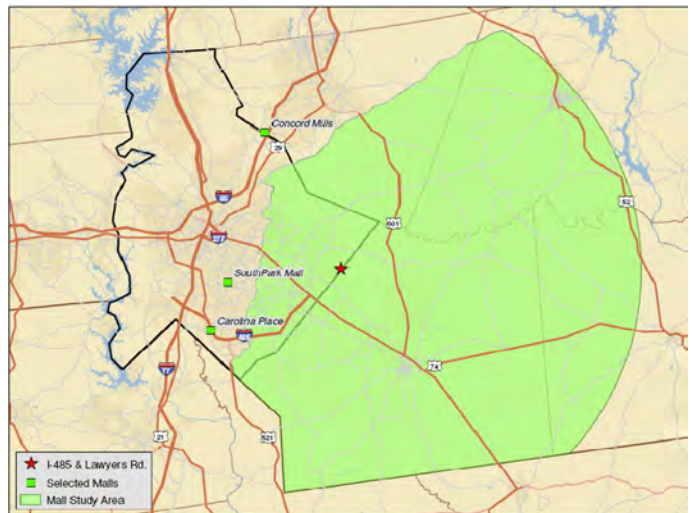 Concord Mills
29
85
601
52
277
SouthPark Mall
Carolina Place
485
77
74
21
521
I-485 & Lawyers Rd.
Selected Malls
Mall Study Area